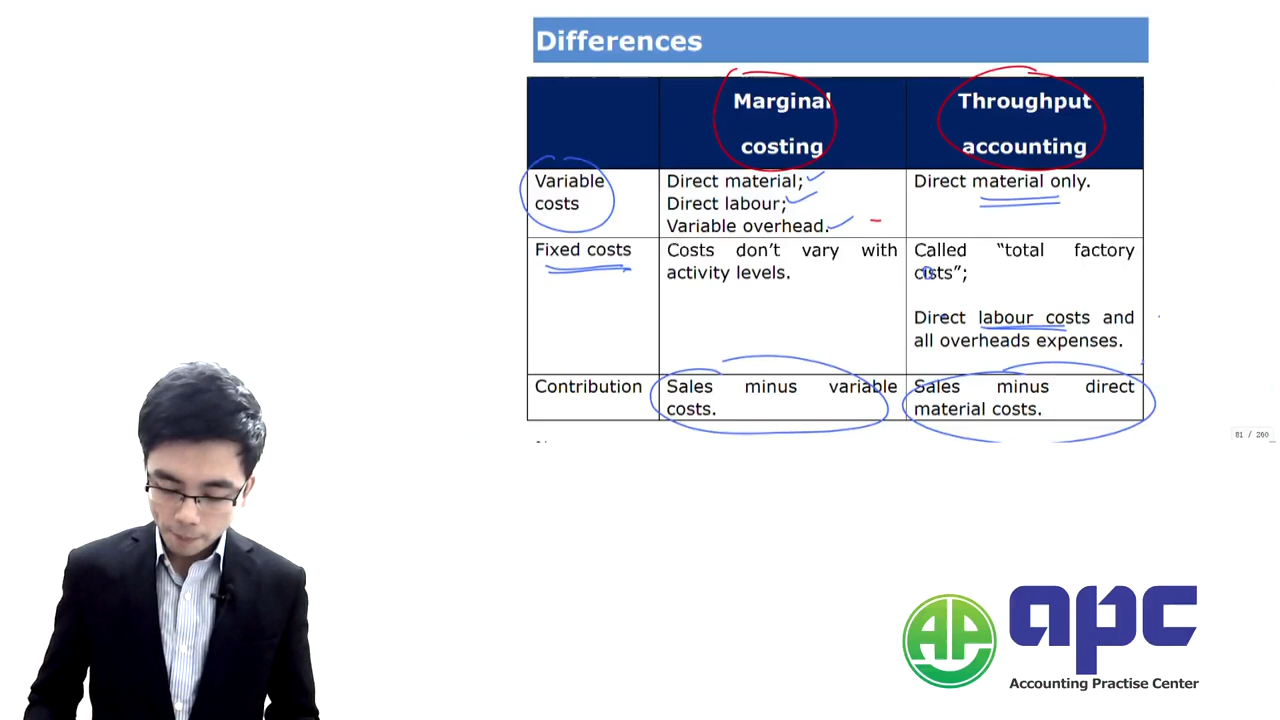 Differences
Marginal
costing
Throughput
accounting
Variable
costs
Direct material;
Direct labour;
Variable overhead.
Direct material only.
Fixed costs
Costs don't vary with
activity levels.
Called "total factory
costs";
Direct labour costs and
all overheads expenses.
Contribution
Sales minus variable
costs.
Sales minus direct
material costs.
81 / 200
AP
apc
Accounting Practise Center